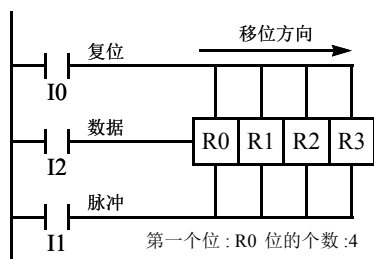 复位
移位方向
I0
数据
R0 R1 R2 R3
I2
脉冲
I1
第一个位 : R0 位的个数 :4